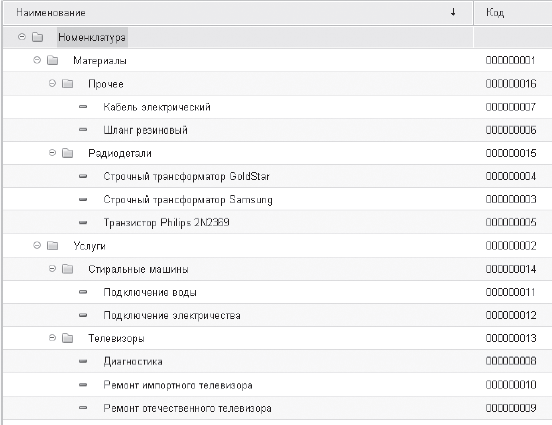 Наименование ↓ Код
Номенклатура
Материалы 000000001
Прочее 000000016
Кабель электрический 000000007
Шланг резиновый 000000006
Радиодетали 000000015
Строчный трансформатор GoldStar 000000004
Строчный трансформатор Samsung 000000003
Транзистор Philips 2N2369 000000005
Услуги 000000002
Стиральные машины 000000014
Подключение воды 000000011
Подключение электричества 000000012
Телевизоры 000000013
Диагностика 000000008
Ремонт импортного телевизора 000000010
Ремонт отечественного телевизора 000000009